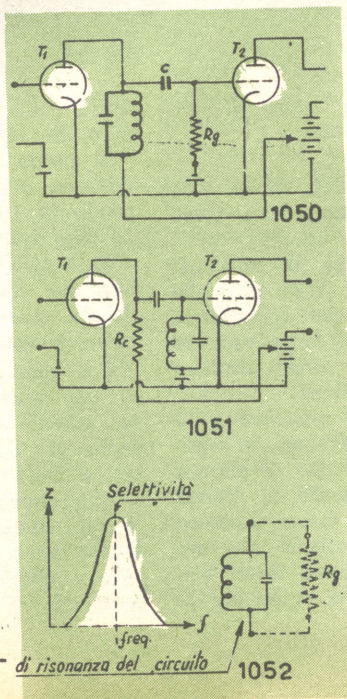 T1
T2
C
Rg
1050
T1
T2
Rc
1051
Selettività
Z
f
freq.
Rg
di risonanza del circuito
1052